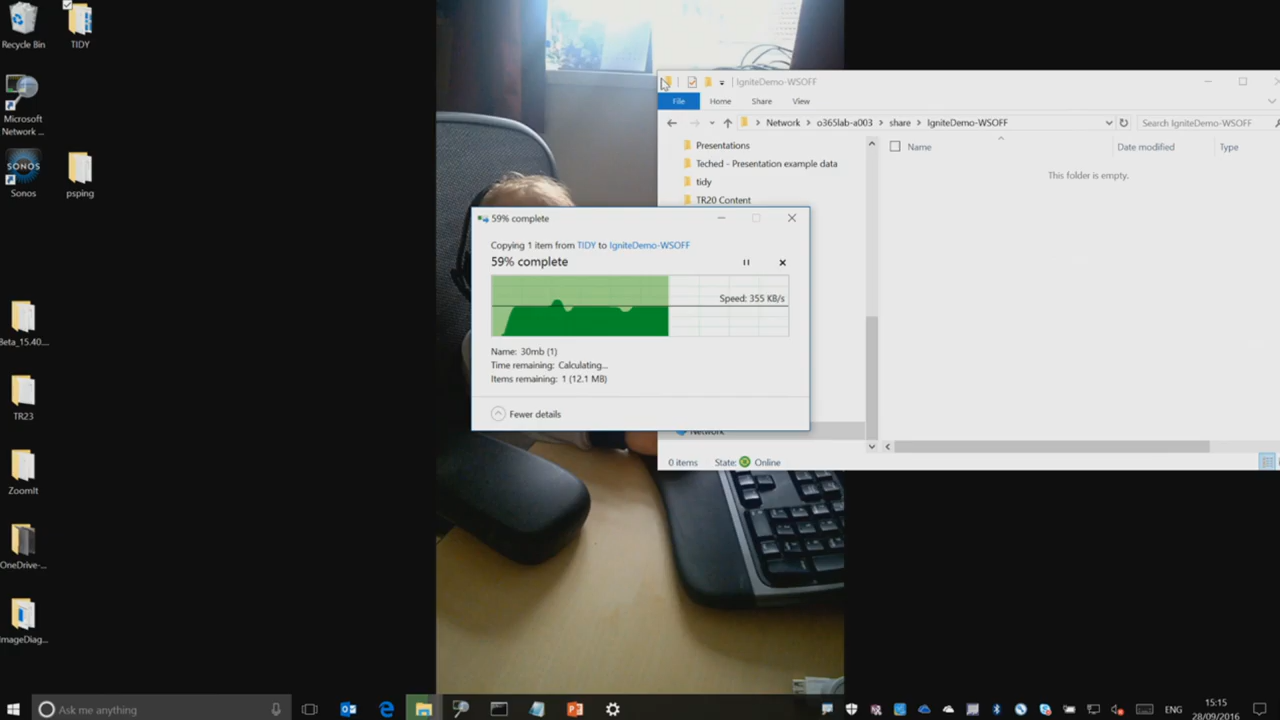 Recycle Bin
TIDY
Microsoft
Network ...
SONOS
Sonos
psping
Beta_15.40...
TR23
ZoomIt
OneDrive-...
ImageDiag...
IgniteDemo-WSOFF
File Home Share View
Network > o365lab-a003 > share > IgniteDemo-WSOFF
Search IgniteDemo-WSOFF
Presentations
Teched - Presentation example data
tidy
TR20 Content
Name Date modified Type
This folder is empty.
Network
0 items State: Online
59% complete
Copying 1 item from TIDY to IgniteDemo-WSOFF
59% complete
Speed: 355 KB/s
Name: 30mb (1)
Time remaining: Calculating...
Items remaining: 1 (12.1 MB)
Fewer details
Ask me anything
ENG
15:15
28/09/2016